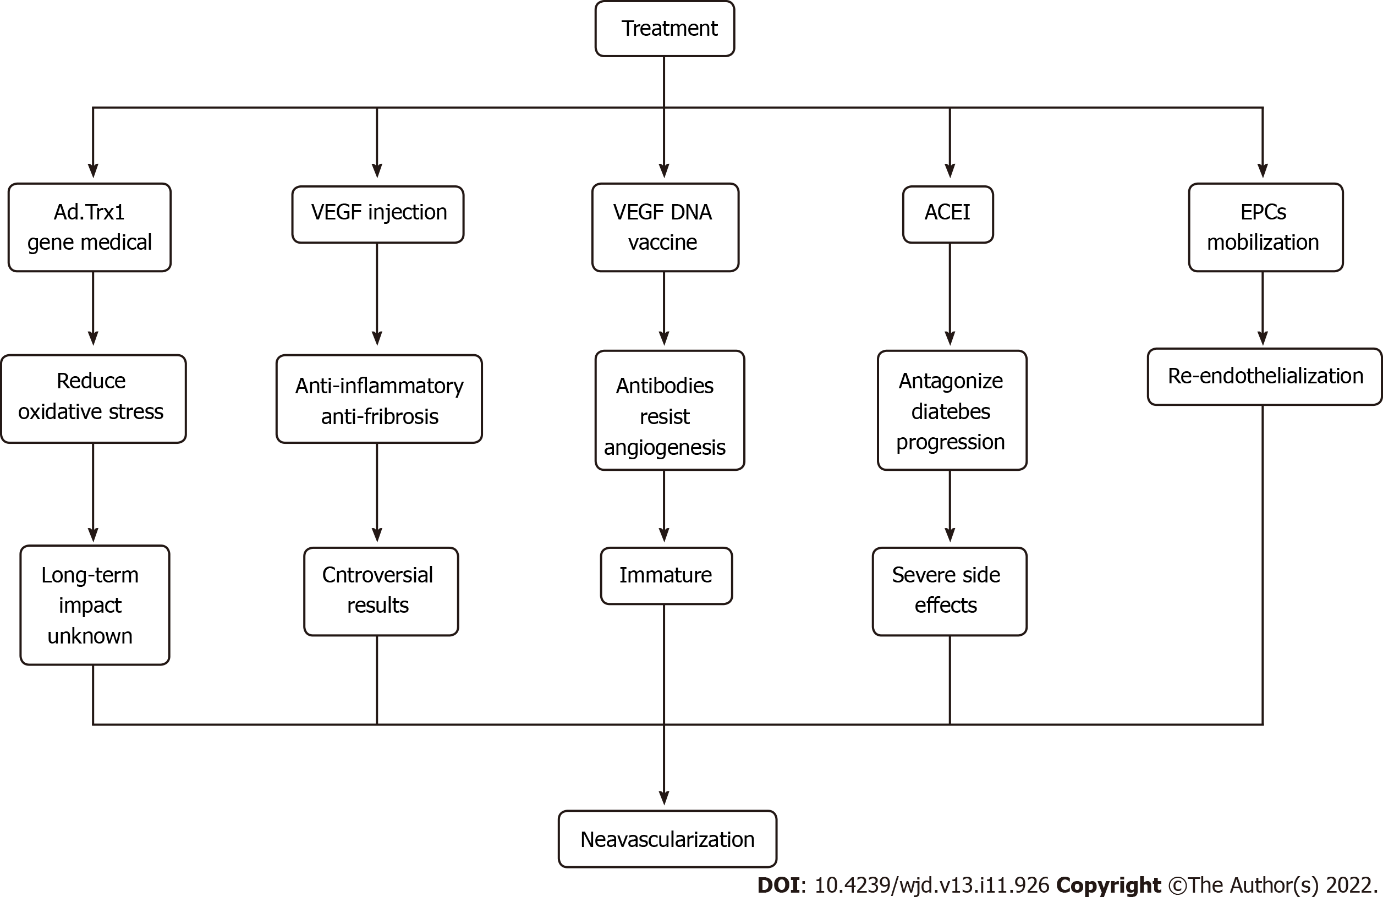 Treatment
Ad.Trx1
gene medical
VEGF injection
VEGF DNA
vaccine
ACEI
EPCs
mobilization
Reduce
oxidative stress
Anti-inflammatory
anti-fribrosis
Antibodies
resist
angiogenesis
Antagonize
diatebes
progression
Re-endothelialization
Long-term
impact
unknown
Cntroversial
results
Immature
Severe side
effects
Neavascularization
DOI: 10.4239/wjd.v13.i11.926 Copyright ©The Author(s) 2022.